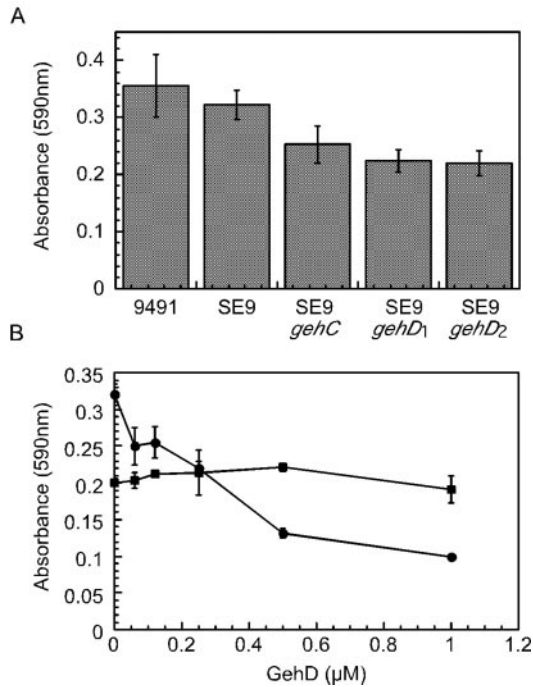 A
Absorbance (590nm)
0.4
0.3
0.2
0.1
0
9491
SE9
SE9
gehC
SE9
gehD1
SE9
gehD2
B
Absorbance (590nm)
0.35
0.3
0.25
0.2
0.15
0.1
0.05
0
0 0.2 0.4 0.6 0.8 1 1.2
GehD (µM)